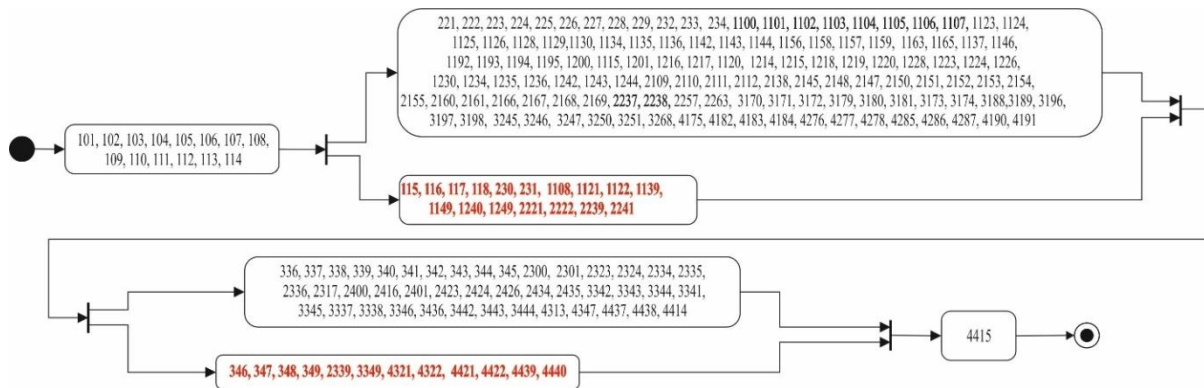 101, 102, 103, 104, 105, 106, 107, 108,
109, 110, 111, 112, 113, 114
221, 222, 223, 224, 225, 226, 227, 228, 229, 232, 233, 234, 1100, 1101, 1102, 1103, 1104, 1105, 1106, 1107, 1123, 1124,
1125, 1126, 1128, 1129,1130, 1134, 1135, 1136, 1142, 1143, 1144, 1156, 1158, 1157, 1159, 1163, 1165, 1137, 1146,
1192, 1193, 1194, 1195, 1200, 1115, 1201, 1216, 1217, 1120, 1214, 1215, 1218, 1219, 1220, 1228, 1223, 1224, 1226,
1230, 1234, 1235, 1236, 1242, 1243, 1244, 2109, 2110, 2111, 2112, 2138, 2145, 2148, 2147, 2150, 2151, 2152, 2153, 2154,
2155, 2160, 2161, 2166, 2167, 2168, 2169, 2237, 2238, 2257, 2263, 3170, 3171, 3172, 3179, 3180, 3181, 3173, 3174, 3188,3189, 3196,
3197, 3198, 3245, 3246, 3247, 3250, 3251, 3268, 4175, 4182, 4183, 4184, 4276, 4277, 4278, 4285, 4286, 4287, 4190, 4191
115, 116, 117, 118, 230, 231, 1108, 1121, 1122, 1139,
1149, 1240, 1249, 2221, 2222, 2239, 2241
336, 337, 338, 339, 340, 341, 342, 343, 344, 345, 2300, 2301, 2323, 2324, 2334, 2335,
2336, 2317, 2400, 2416, 2401, 2423, 2424, 2426, 2434, 2435, 3342, 3343, 3344, 3341,
3345, 3337, 3338, 3346, 3436, 3442, 3443, 3444, 4313, 4347, 4437, 4438, 4414
346, 347, 348, 349, 2339, 3349, 4321, 4322, 4421, 4422, 4439, 4440
4415